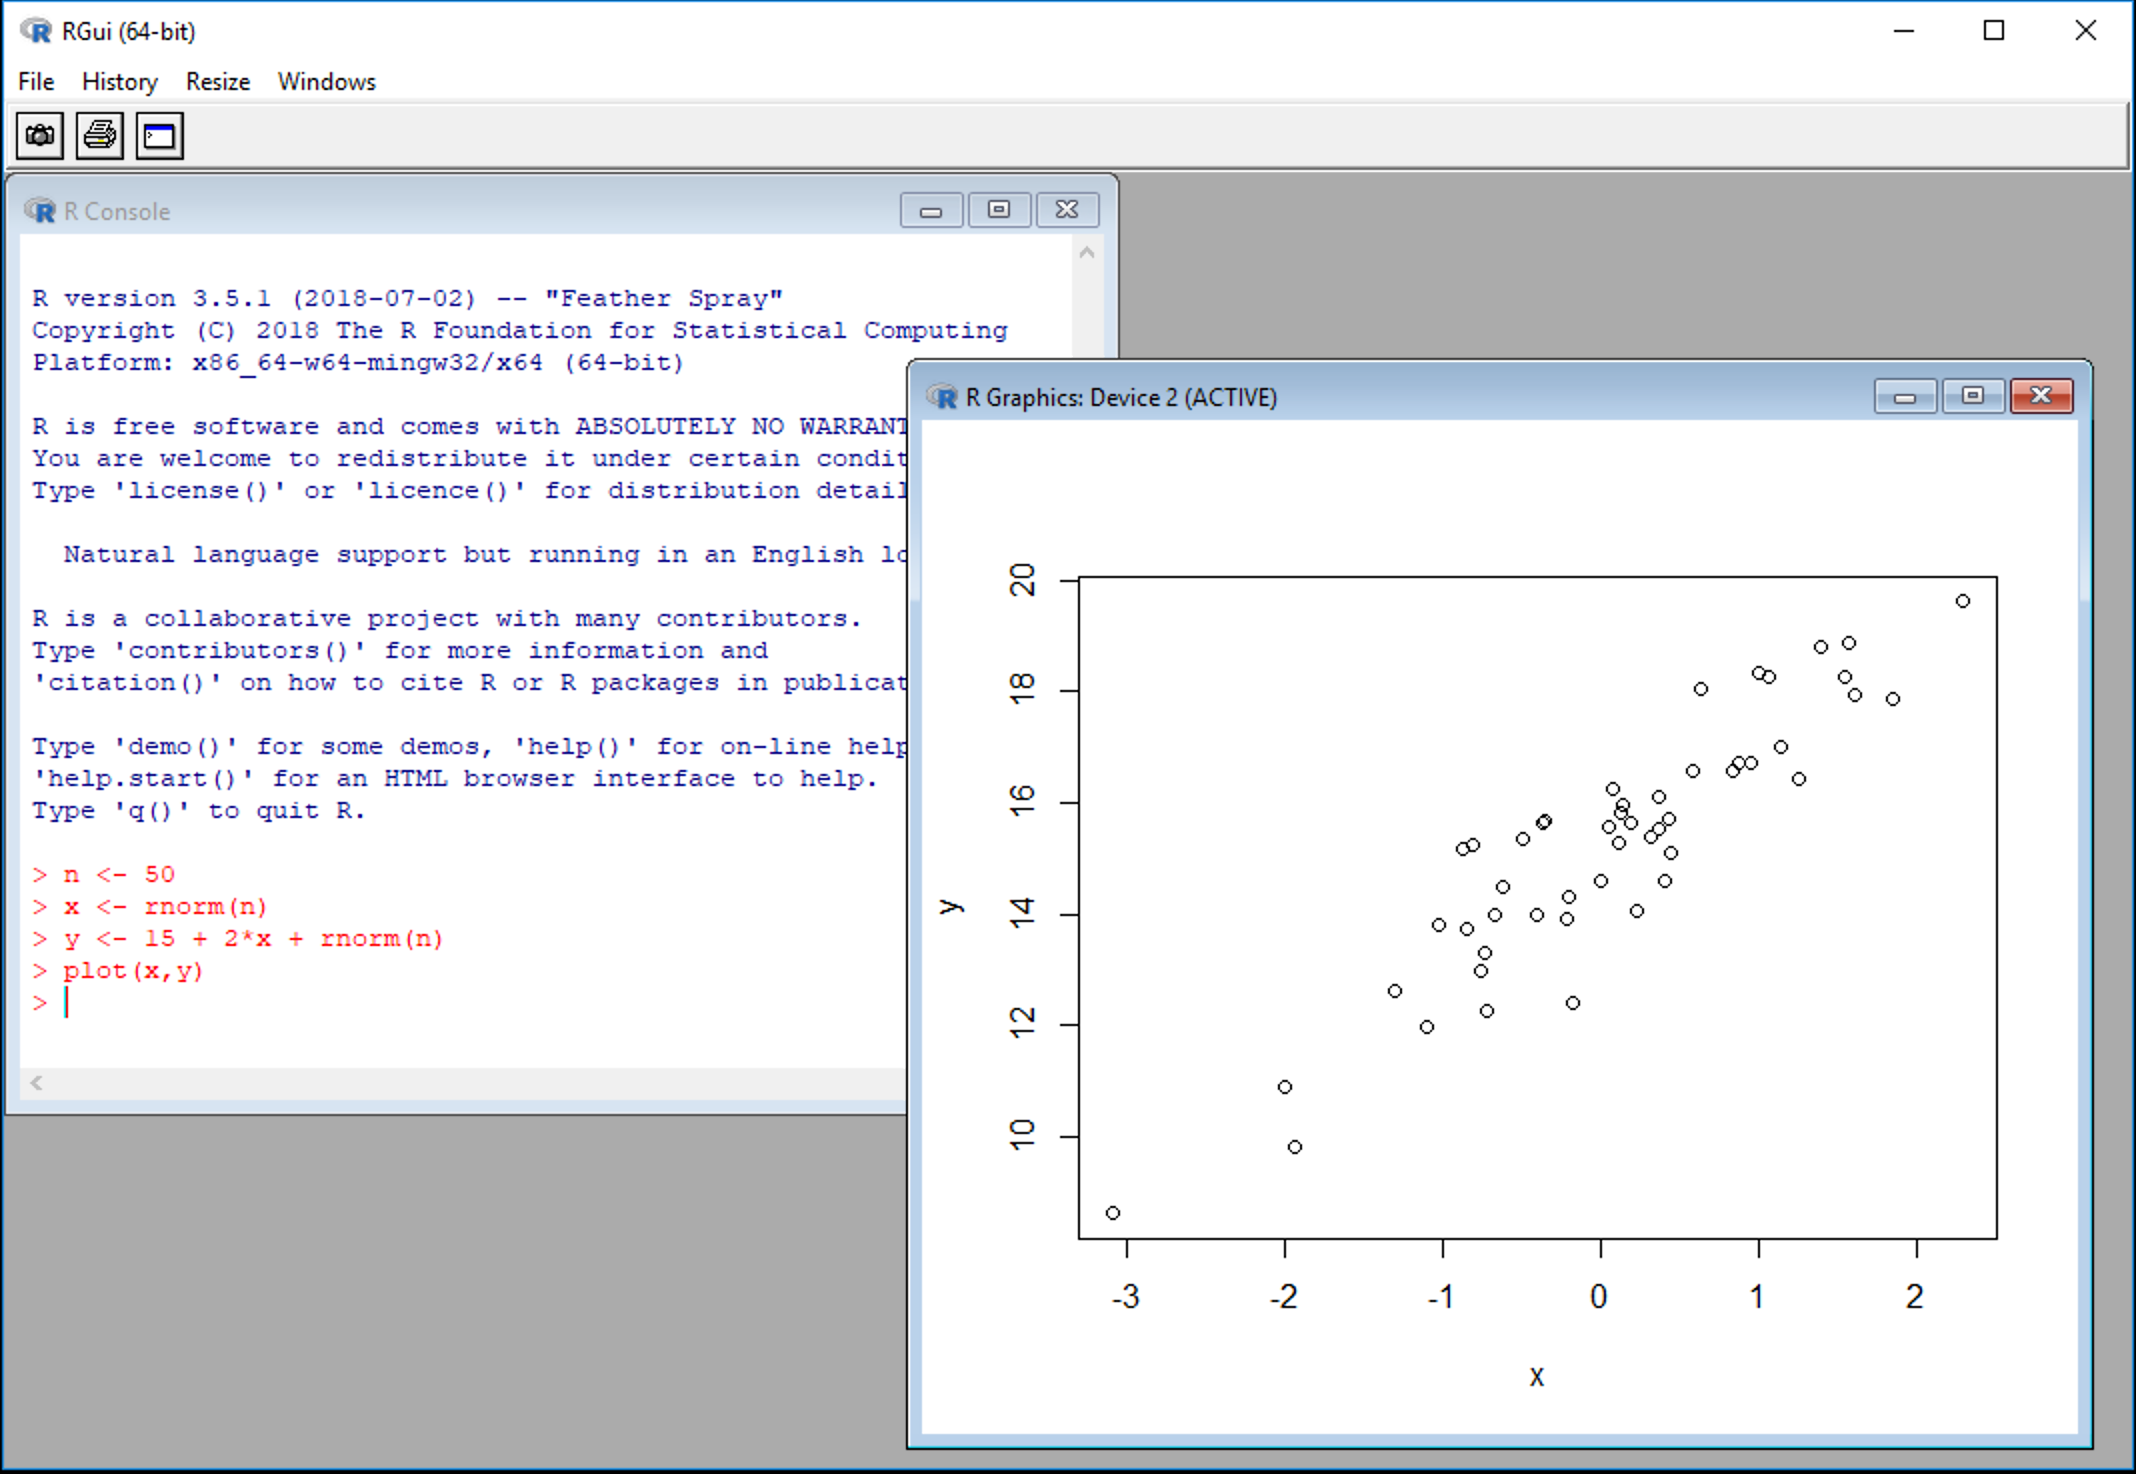 RGui (64-bit)
File History Resize Windows
R Console
R version 3.5.1 (2018-07-02) -- "Feather Spray"
Copyright (C) 2018 The R Foundation for Statistical Computing
Platform: x86_64-w64-mingw32/x64 (64-bit)
R is free software and comes with ABSOLUTELY NO WARRANT
You are welcome to redistribute it under certain condit
Type 'license()' or 'licence()' for distribution detail
Natural language support but running in an English lo
R is a collaborative project with many contributors.
Type 'contributors()' for more information and
'citation()' on how to cite R or R packages in publicat
Type 'demo()' for some demos, 'help()' for on-line help
'help.start()' for an HTML browser interface to help.
Type 'q()' to quit R.
> n <- 50
> x <- rnorm(n)
> y <- 15 + 2*x + rnorm(n)
> plot(x,y)
>
R Graphics: Device 2 (ACTIVE)
20
18
16
14
12
10
y
-3 -2 -1 0 1 2
x